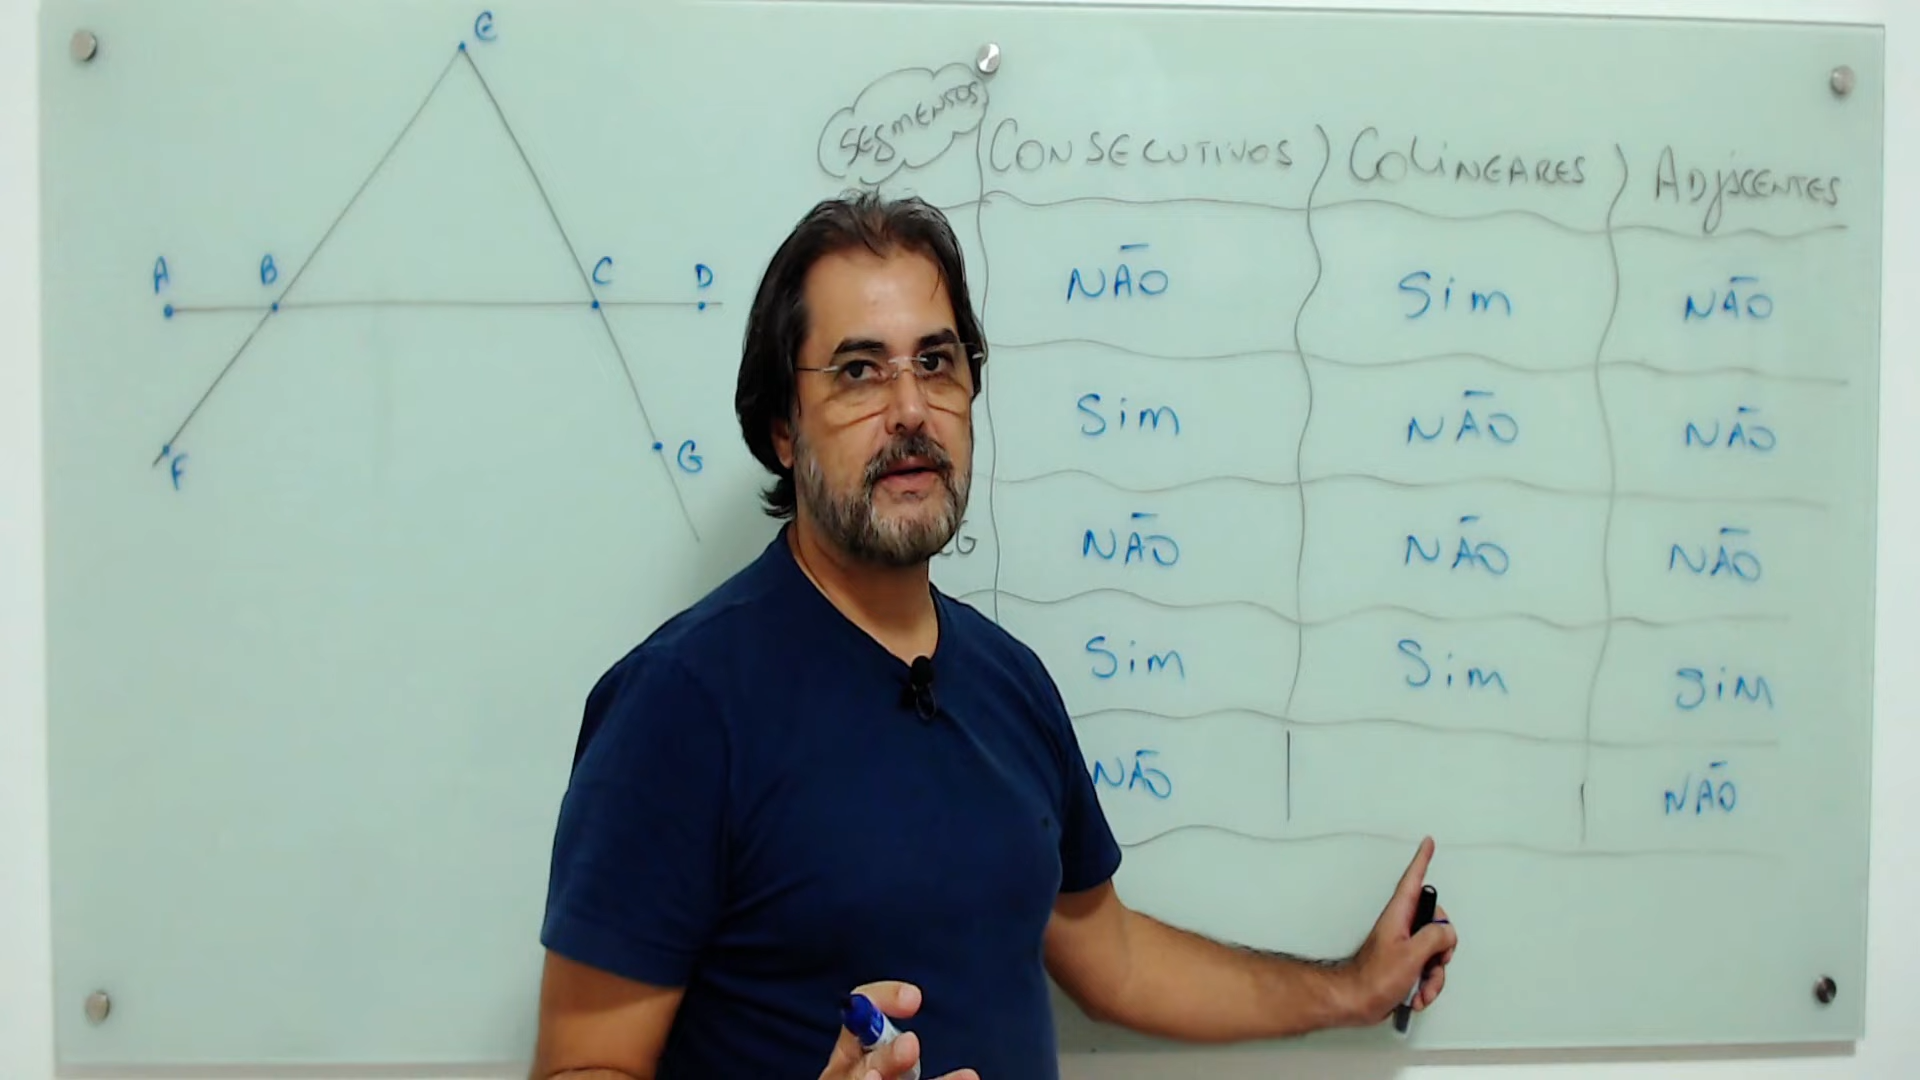 E
A B C D
F
G
SEGMENTOS CONSECUTIVOS COLINEARES ADJACENTES
NÃO Sim NÃO
Sim NÃO NÃO
NÃO NÃO NÃO
Sim Sim SIM
NÃO NÃO